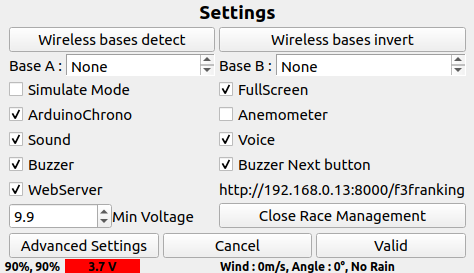 Settings
Wireless bases detect Wireless bases invert
Base A : None Base B : None
Simulate Mode FullScreen
ArduinoChrono Anemometer
Sound Voice
Buzzer Buzzer Next button
WebServer http://192.168.0.13:8000/f3franking
9.9 Min Voltage Close Race Management
Advanced Settings Cancel Valid
90%, 90% 3.7 V Wind : 0m/s, Angle : 0°, No Rain